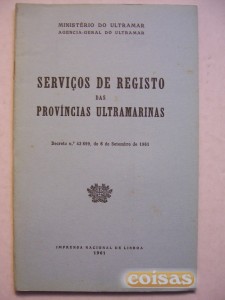 MINISTÉRIO DO ULTRAMAR
AGÊNCIA-GERAL DO ULTRAMAR
SERVIÇOS DE REGISTO
DAS
PROVÍNCIAS ULTRAMARINAS
Decreto n.º 43 899, de 6 de Setembro de 1961
IMPRENSA NACIONAL DE LISBOA
1961
coisas